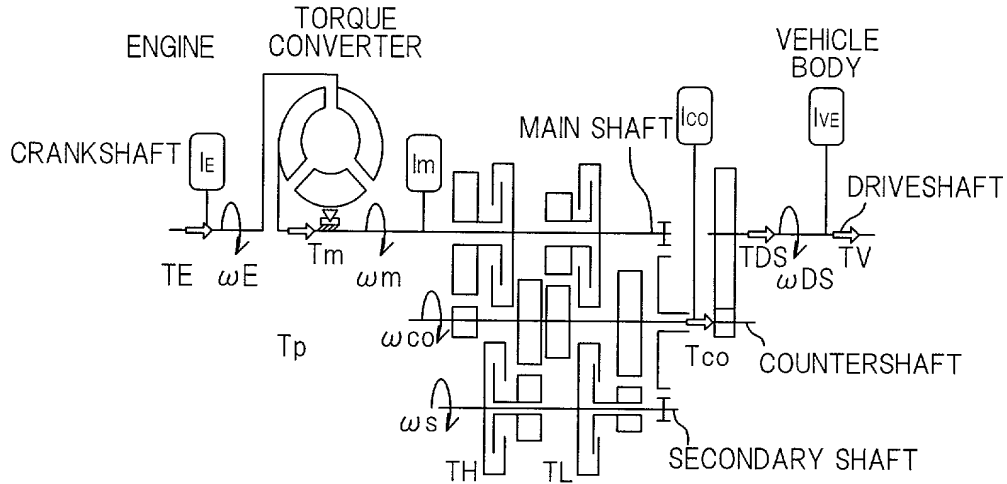 ENGINE
TORQUE
CONVERTER
VEHICLE
BODY
CRANKSHAFT
IE
Im
MAIN SHAFT
ICO
IVE
DRIVESHAFT
TE
ωE
Tm
ωm
TDS
ωDS
TV
Tp
ωco
Tco
COUNTERSHAFT
ωs
TH
TL
SECONDARY SHAFT